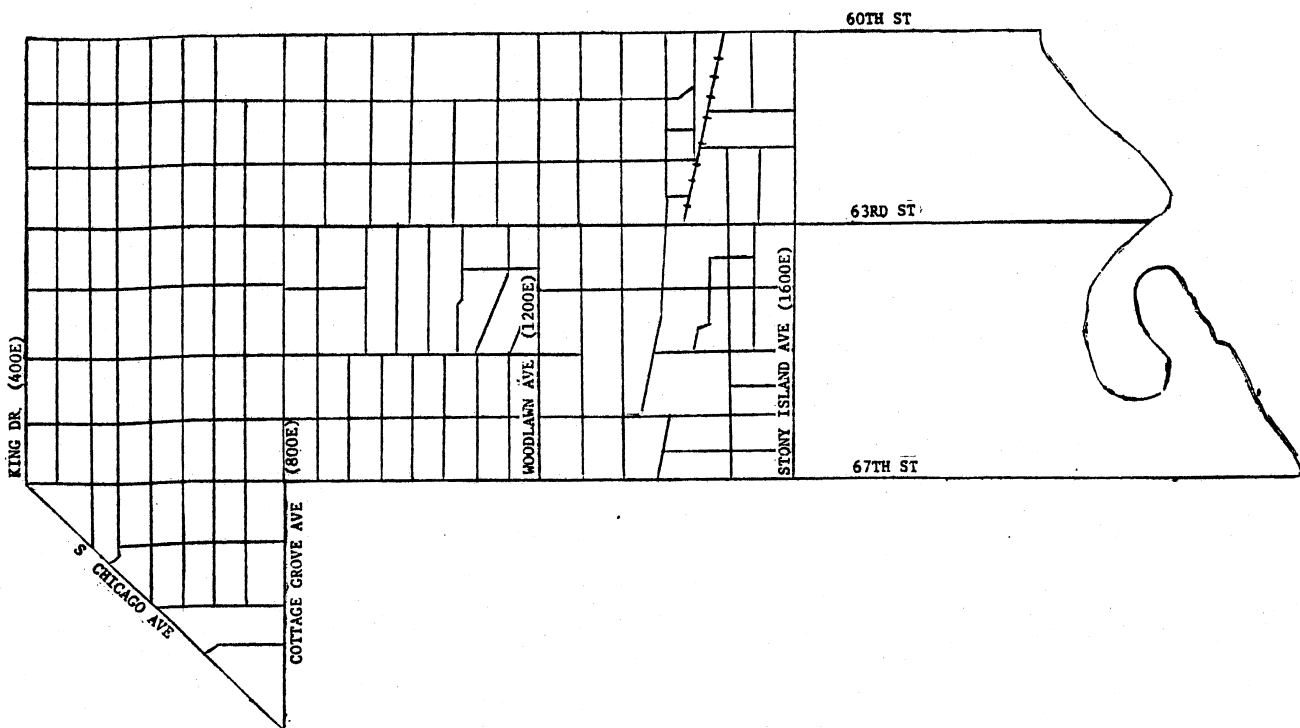 60TH ST
63RD ST
KING DR. (400E)
(800E)
WOODLAWN AVE (1200E)
STONY ISLAND AVE (1600E)
67TH ST
S CHICAGO AVE
COTTAGE GROVE AVE